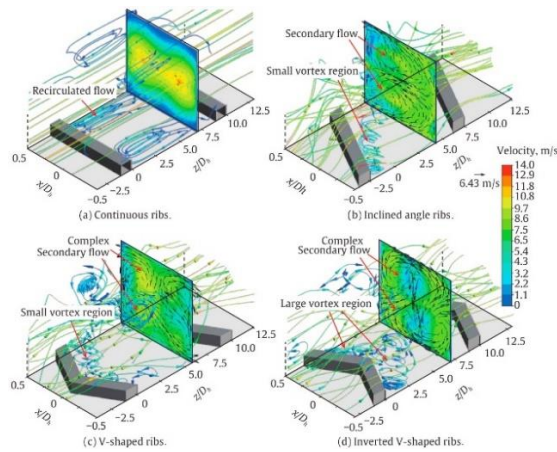 Recirculated flow
0.5
0
-0.5
x/Dₕ
-2.5
0
2.5
5.0
7.5
10.0
12.5
z/Dₕ
(a) Continuous ribs.
Secondary flow
Small vortex region
0.5
0
-0.5
x/Dh
-2.5
0
2.5
5.0
7.5
10.0
12.5
z/Dₕ
(b) Inclined angle ribs.
Velocity, m/s
14.0
12.9
11.8
10.8
9.7
8.6
7.5
6.5
5.4
4.3
3.2
2.2
1.1
0
6.43 m/s
Complex
Secondary flow
Small vortex region
0.5
0
-0.5
x/Dₕ
-2.5
0
2.5
5.0
7.5
10.0
12.5
z/Dₕ
(c) V-shaped ribs.
Complex
Secondary flow
Large vortex region
0.5
0
-0.5
x/Dₕ
-2.5
0
2.5
5.0
7.5
10.0
12.5
z/Dₕ
(d) Inverted V-shaped ribs.